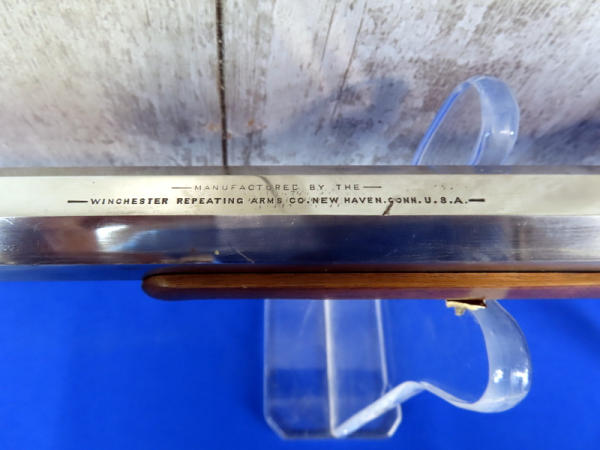 —MANUFACTURED BY THE—
—WINCHESTER REPEATING ARMS CO. NEW HAVEN. CONN. U. S. A.—